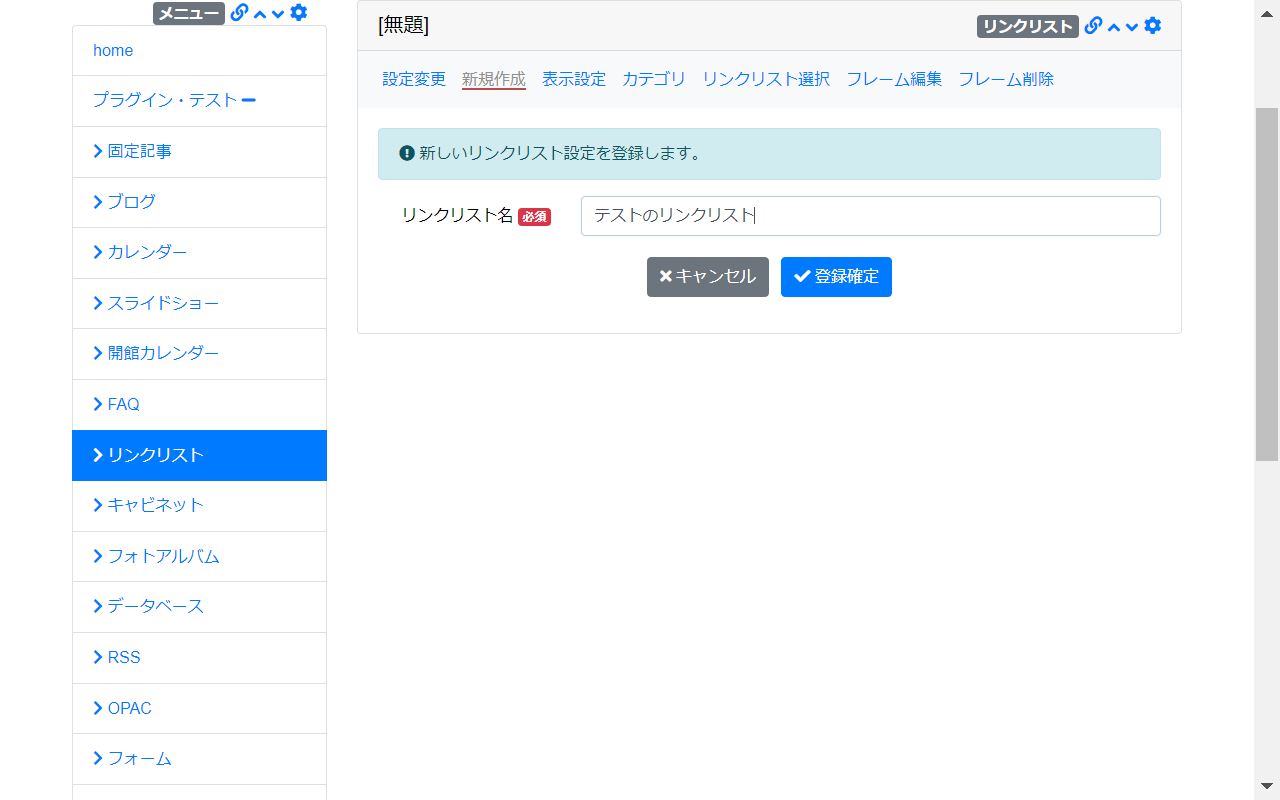 メニュー
home
プラグイン・テスト
固定記事
ブログ
カレンダー
スライドショー
開館カレンダー
FAQ
リンクリスト
キャビネット
フォトアルバム
データベース
RSS
OPAC
フォーム
[無題]
リンクリスト
設定変更 新規作成 表示設定 カテゴリ リンクリスト選択 フレーム編集 フレーム削除
新しいリンクリスト設定を登録します。
リンクリスト名 必須 テストのリンクリスト
キャンセル 登録確定